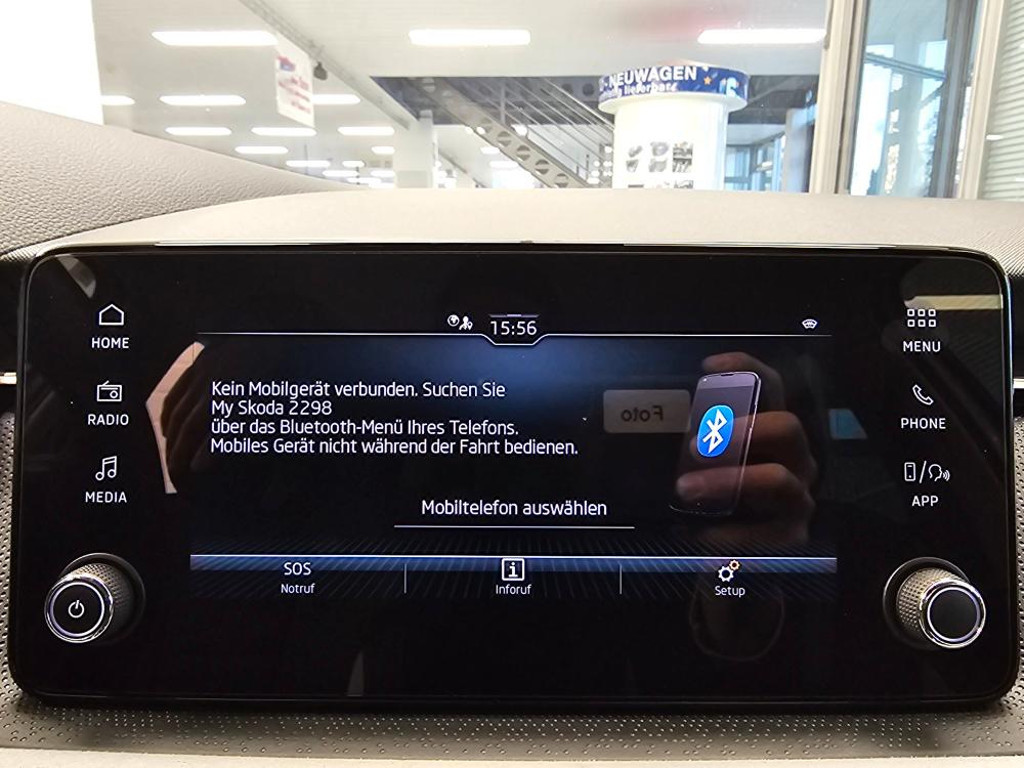 -NEUWAGEN
lieferbar
15:56
HOME
MENU
Kein Mobilgerät verbunden. Suchen Sie
My Skoda 2298
über das Bluetooth-Menü Ihres Telefons.
Mobiles Gerät nicht während der Fahrt bedienen.
Foto
RADIO
PHONE
MEDIA
APP
Mobiltelefon auswählen
SOS
Notruf
i
Inforuf
Setup